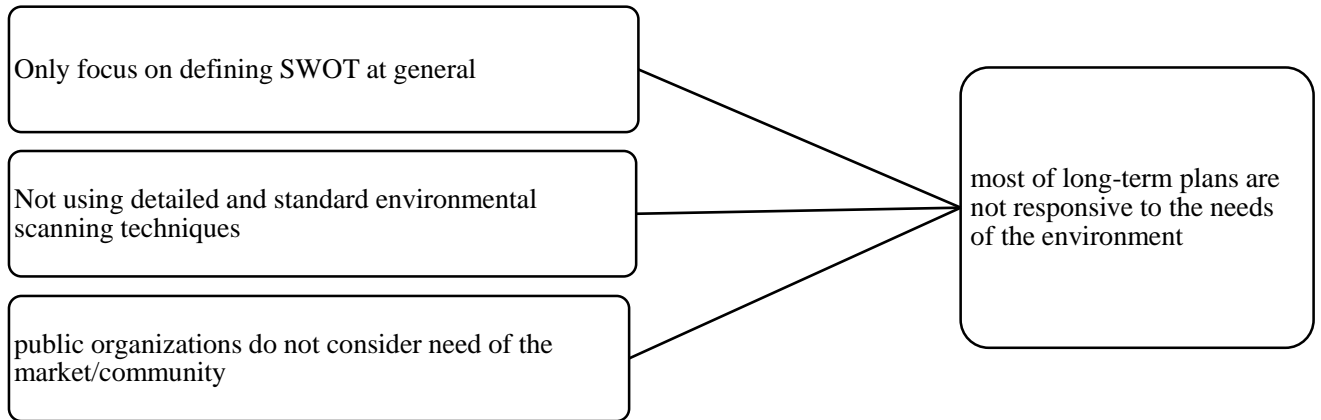 Only focus on defining SWOT at general
Not using detailed and standard environmental
scanning techniques
public organizations do not consider need of the
market/community
most of long-term plans are
not responsive to the needs
of the environment